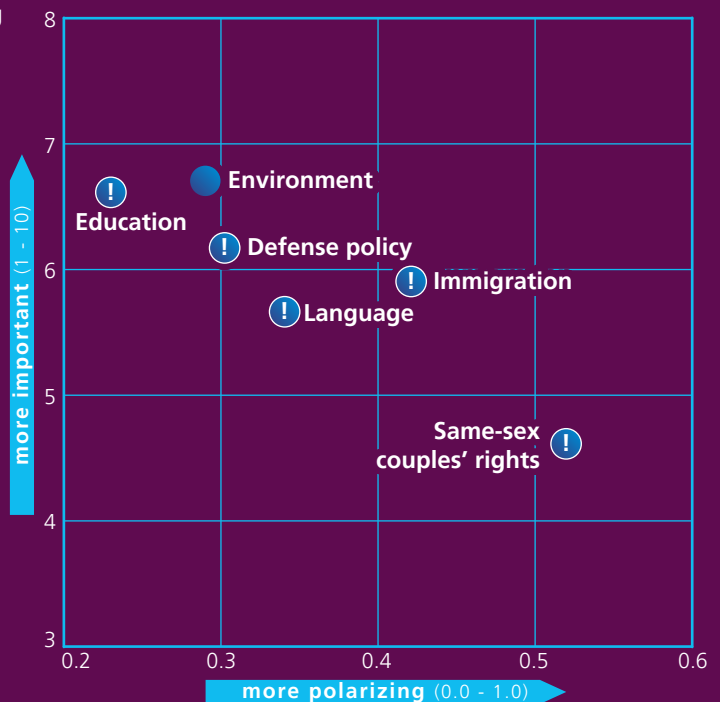 8
7
6
5
4
3
more important (1 - 10)
!
Education
Environment
!
Defense policy
!
Immigration
!
Language
Same-sex
couples’ rights
!
0.2
0.3
0.4
0.5
0.6
more polarizing (0.0 - 1.0)